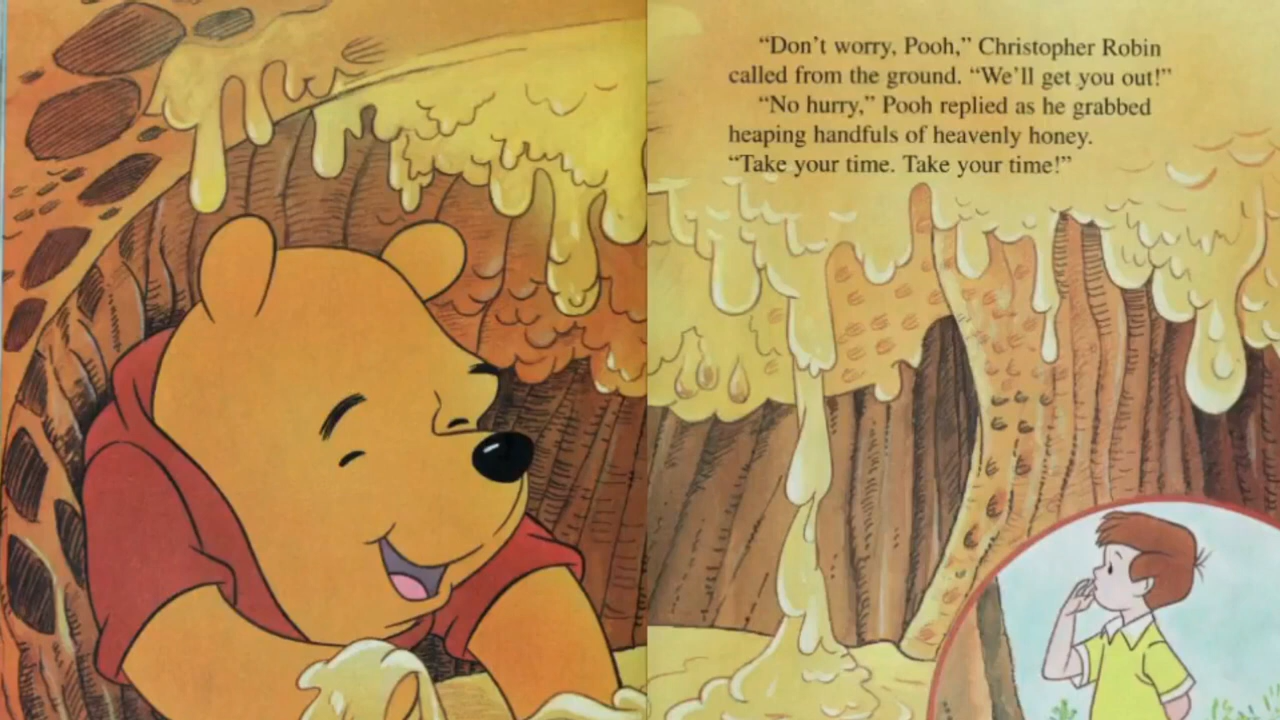 “Don’t worry, Pooh,” Christopher Robin
called from the ground. “We’ll get you out!”
“No hurry,” Pooh replied as he grabbed
heaping handfuls of heavenly honey.
“Take your time. Take your time!”